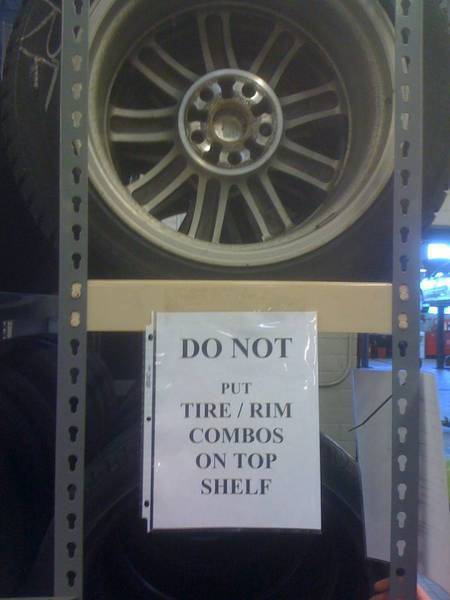 DO NOT
PUT
TIRE / RIM
COMBOS
ON TOP
SHELF